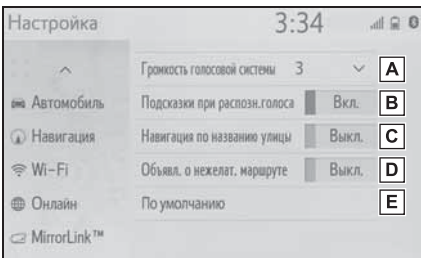 Настройка 3:34
Громкость голосовой системы 3 A
Автомобиль Подсказки при распозн.голоса Вкл. B
Навигация Навигация по названию улицы Выкл. C
Wi-Fi Объявл. о нежелат. маршруте Выкл. D
Онлайн По умолчанию E
MirrorLink™